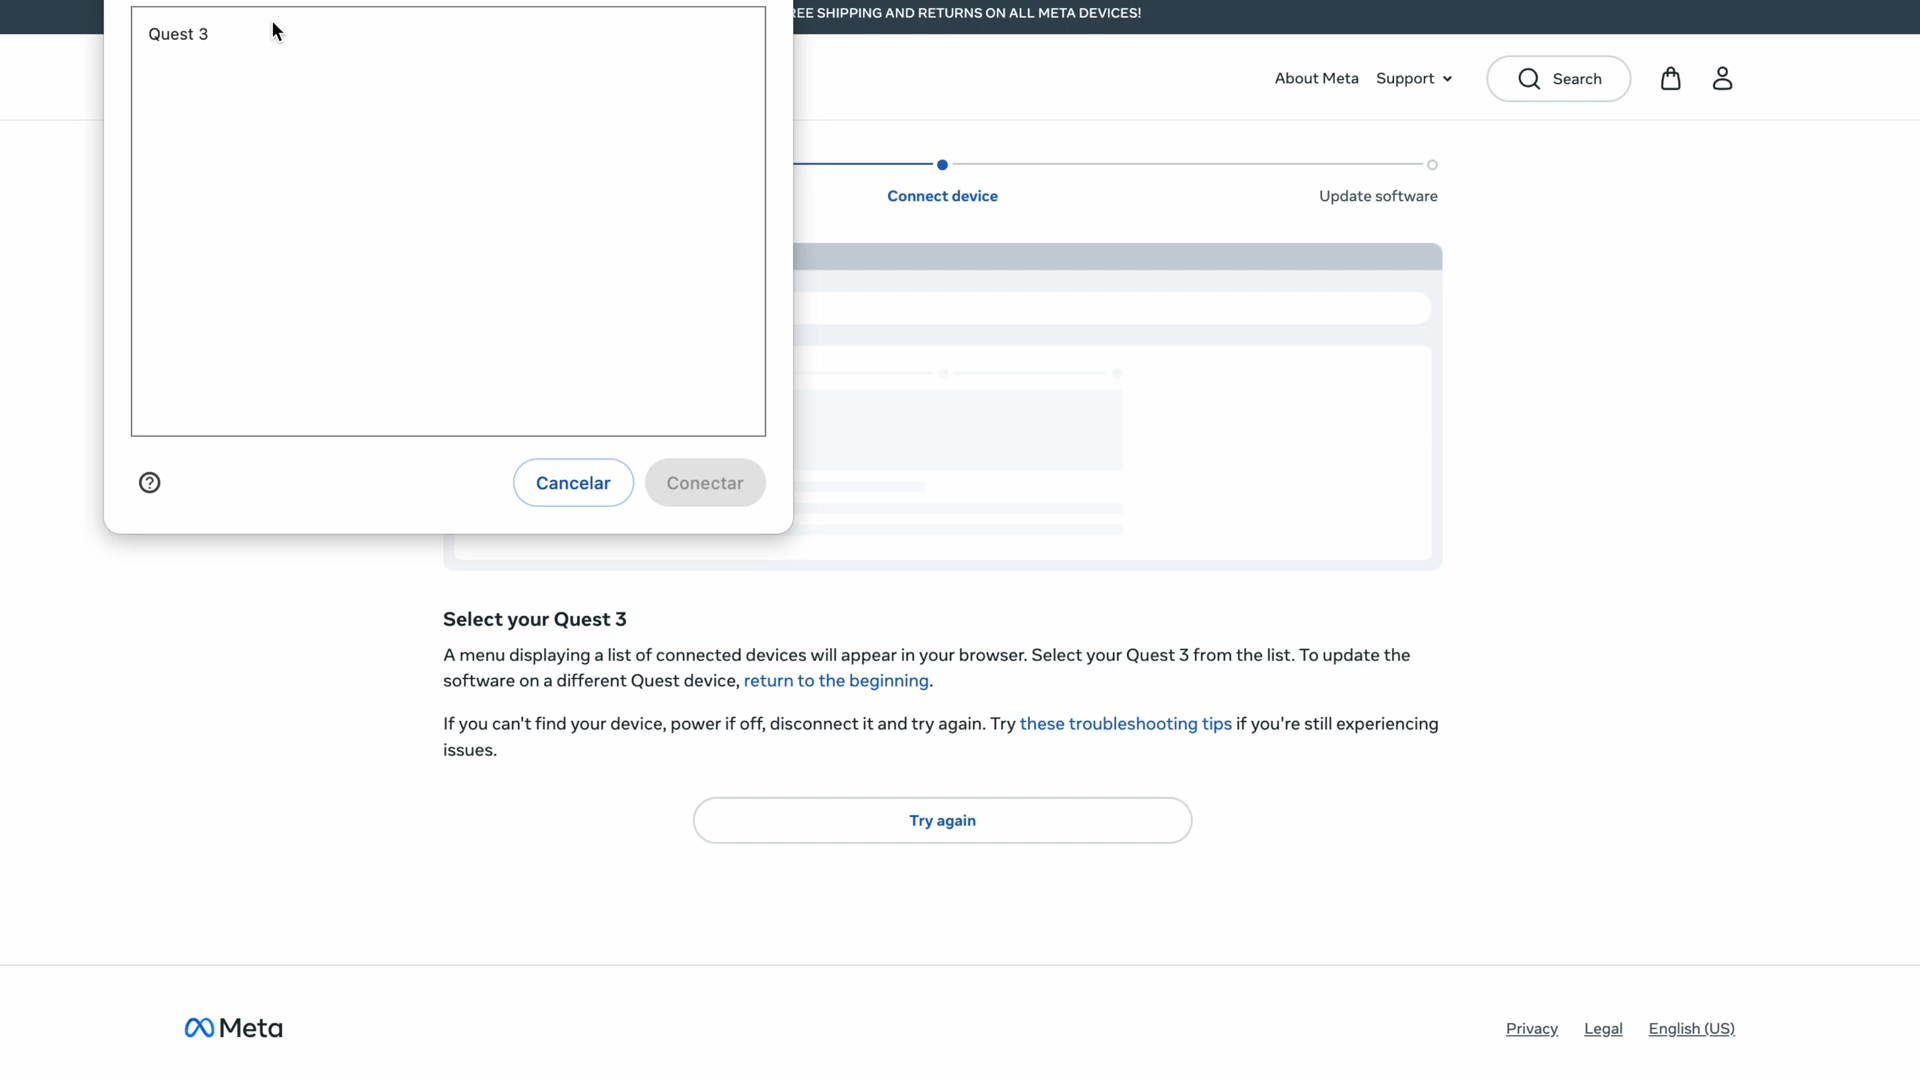 REE SHIPPING AND RETURNS ON ALL META DEVICES!
Quest 3
About Meta
Support
Search
Connect device
Update software
Cancelar
Conectar
Select your Quest 3
A menu displaying a list of connected devices will appear in your browser. Select your Quest 3 from the list. To update the
software on a different Quest device, return to the beginning.
If you can't find your device, power if off, disconnect it and try again. Try these troubleshooting tips if you're still experiencing
issues.
Try again
Meta
Privacy
Legal
English (US)